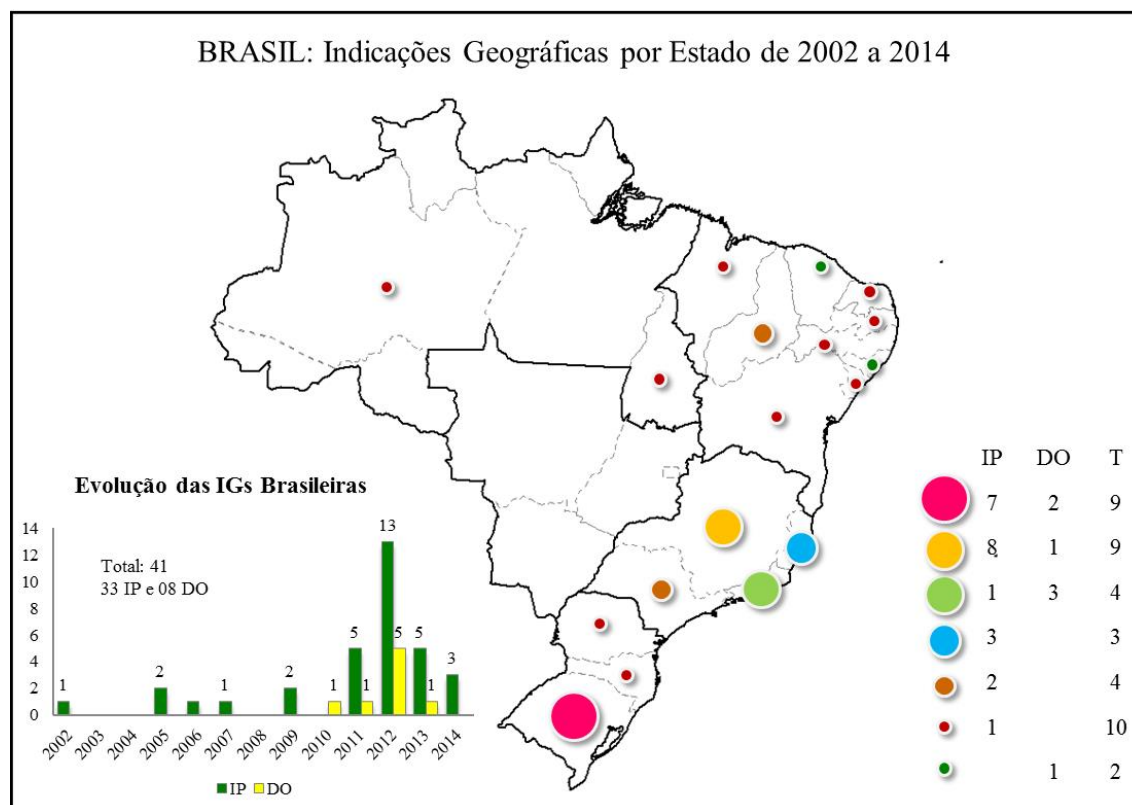 BRASIL: Indicações Geográficas por Estado de 2002 a 2014
IP DO T
7 2 9
8 1 9
1 3 4
3 3
2 4
1 10
1 2
Evolução das IGs Brasileiras
Total: 41
33 IP e 08 DO
14
12
10
8
6
4
2
0
1
2
1
2
1
5
1
13
5
5
1
3
2002 2003 2004 2005 2006 2007 2008 2009 2010 2011 2012 2013 2014
IP DO